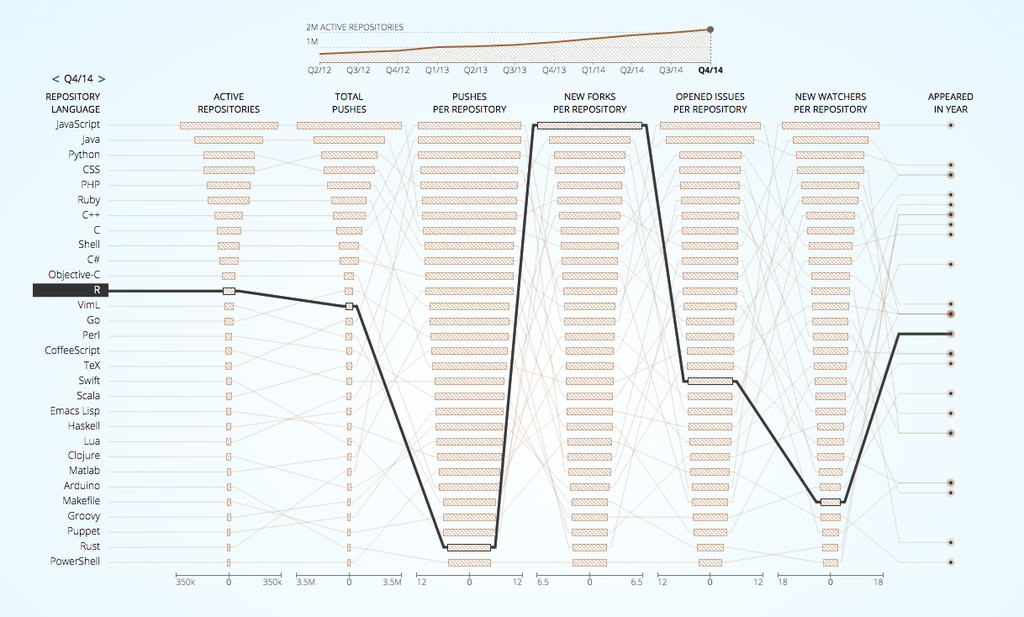 2M ACTIVE REPOSITORIES
1M
Q2/12 Q3/12 Q4/12 Q1/13 Q2/13 Q3/13 Q4/13 Q1/14 Q2/14 Q3/14 Q4/14
< Q4/14 >
REPOSITORY LANGUAGE
ACTIVE REPOSITORIES
TOTAL PUSHES
PUSHES PER REPOSITORY
NEW FORKS PER REPOSITORY
OPENED ISSUES PER REPOSITORY
NEW WATCHERS PER REPOSITORY
APPEARED IN YEAR
JavaScript
Java
Python
CSS
PHP
Ruby
C++
C
Shell
C#
Objective-C
R
VimL
Go
Perl
CoffeeScript
TeX
Swift
Scala
Emacs Lisp
Haskell
Lua
Clojure
Matlab
Arduino
Makefile
Groovy
Puppet
Rust
PowerShell
350k 0 350k 3.5M 0 3.5M 12 0 12 6.5 0 6.5 12 0 12 18 0 18